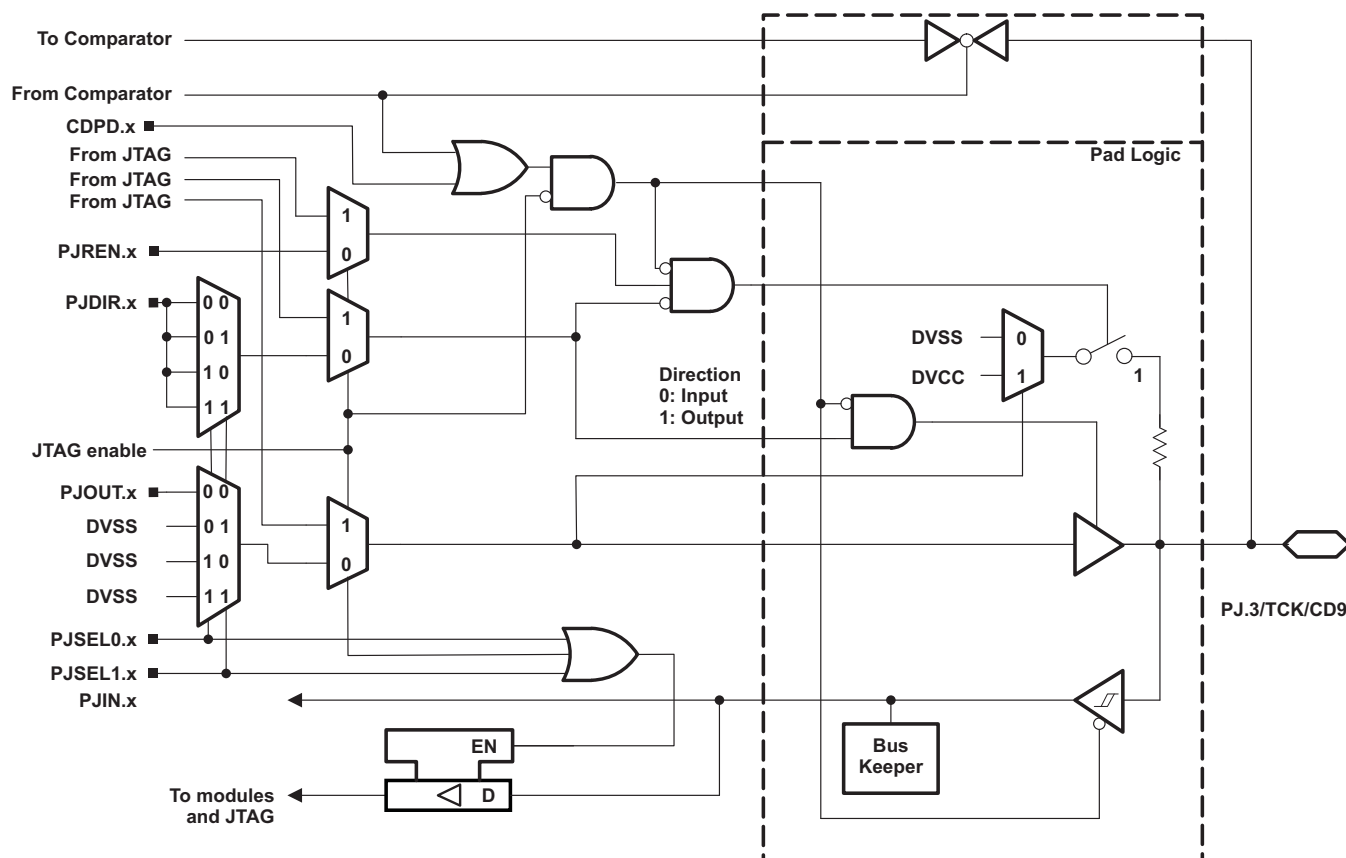 To Comparator
From Comparator
CDPD.x
From JTAG
From JTAG
From JTAG
Pad Logic
1
PJREN.x
0
PJDIR.x
0 0
1
0 1
0
1 0
1 1
DVSS
0
DVCC
1
1
Direction
0: Input
1: Output
JTAG enable
PJOUT.x
0 0
DVSS
0 1
1
DVSS
1 0
0
DVSS
1 1
PJ.3/TCK/CD9
PJSEL0.x
PJSEL1.x
PJIN.x
EN
Bus
Keeper
D
To modules
and JTAG